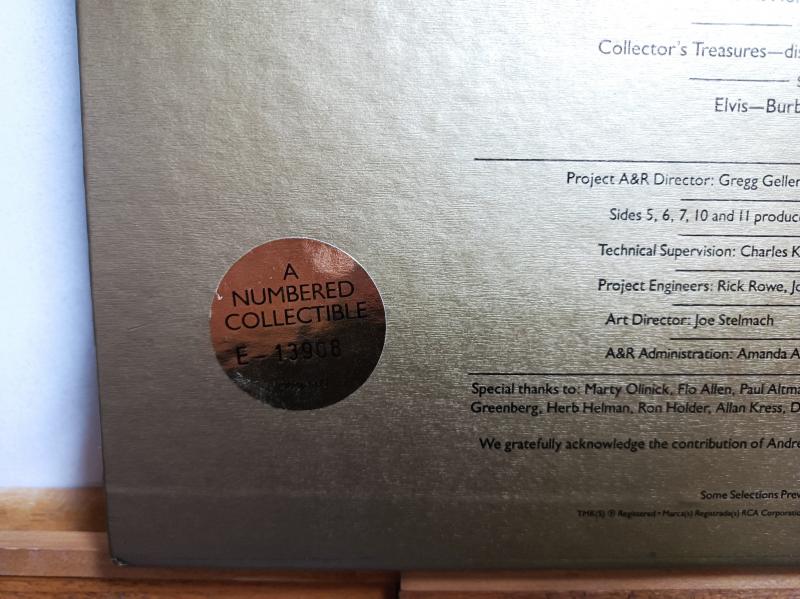 Collector's Treasures—dis
Elvis—Burb
Project A&R Director: Gregg Geller
Sides 5, 6, 7, 10 and 11 produc
Technical Supervision: Charles K
Project Engineers: Rick Rowe, Jo
Art Director: Joe Stelmach
A&R Administration: Amanda A
Special thanks to: Marty Olinick, Flo Allen, Paul Altma
Greenberg, Herb Helman, Ron Holder, Allan Kress, D
We gratefully acknowledge the contribution of Andre
Some Selections Prev
TMK(S) ® Registered • Marca(s) Registrada(s) RCA Corporatio
A
NUMBERED
COLLECTIBLE
E-13908